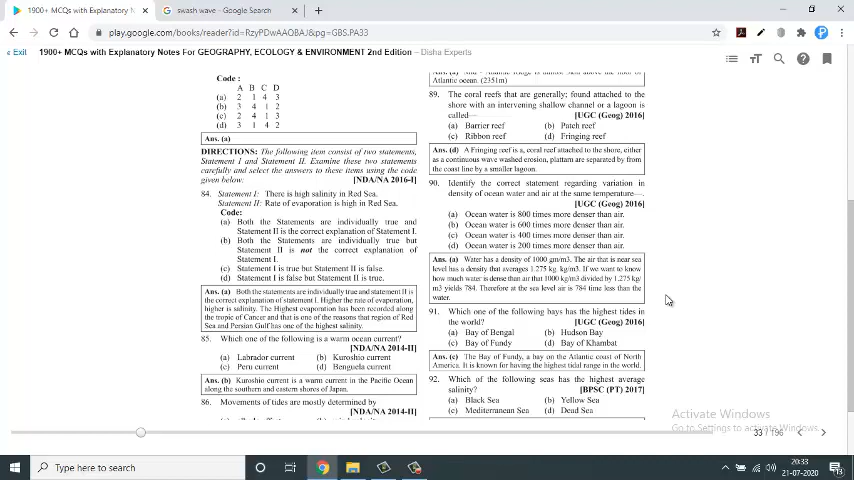 1900+ MCQs with Explanatory N
swash wave - Google Search
play.google.com/books/reader?id=RzyPDwAAQBAJ&pg=GBS.PA33
Exit
1900+ MCQs with Explanatory Notes For GEOGRAPHY, ECOLOGY & ENVIRONMENT 2nd Edition - Disha Experts
Code :
A B C D
(a) 2 1 4 3
(b) 3 4 1 2
(c) 2 4 1 3
(d) 3 1 4 2
Ans. (a)
DIRECTIONS: The following item consist of two statements,
Statement I and Statement II. Examine these two statements
carefully and select the answers to these items using the code
given below: [NDA/NA 2016-I]
84. Statement I: There is high salinity in Red Sea.
Statement II: Rate of evaporation is high in Red Sea.
Code:
(a) Both the Statements are individually true and
Statement II is the correct explanation of Statement I.
(b) Both the Statements are individually true but
Statement II is not the correct explanation of
Statement I.
(c) Statement I is true but Statement II is false.
(d) Statement I is false but Statement II is true.
Ans. (a) Both the statements are individually true and statement II is
the correct explanation of statement I. Higher the rate of evaporation,
higher is salinity. The Highest evaporation has been recorded along
the tropic of Cancer and that is one of the reasons that region of Red
Sea and Persian Gulf has one of the highest salinity.
85. Which one of the following is a warm ocean current?
[NDA/NA 2014-II]
(a) Labrador current (b) Kuroshio current
(c) Peru current (d) Benguela current
Ans. (b) Kuroshio current is a warm current in the Pacific Ocean
along the southern and eastern shores of Japan.
86. Movements of tides are mostly determined by
[NDA/NA 2014-II]
Atlantic ocean. (2351m)
89. The coral reefs that are generally; found attached to the
shore with an intervening shallow channel or a lagoon is
called— [UGC (Geog) 2016]
(a) Barrier reef (b) Patch reef
(c) Ribbon reef (d) Fringing reef
Ans. (d) A Fringing reef is a, coral reef attached to the shore, either
as a continuous wave washed erosion, plattam are separated by from
the coast line by a smaller lagoon.
90. Identify the correct statement regarding variation in
density of ocean water and air at the same temperature—.
[UGC (Geog) 2016]
(a) Ocean water is 800 times more denser than air.
(b) Ocean water is 600 times more denser than air.
(c) Ocean water is 400 times more denser than air.
(d) Ocean water is 200 times more denser than air.
Ans. (a) Water has a density of 1000 gm/m3. The air that is near sea
level has a density that averages 1.275 kg kg/m3. If we want to know
how much water is dense than air that 1000 kg/m3 divided by 1.275 kg/
m3 yields 784. Therefore at the sea level air is 784 time less than the
water.
91. Which one of the following bays has the highest tides in
the world? [UGC (Geog) 2016]
(a) Bay of Bengal (b) Hudson Bay
(c) Bay of Fundy (d) Bay of Khambat
Ans. (c) The Bay of Fundy, a bay on the Atlantic coast of North
America. It is known for having the highest tidal range in the world.
92. Which of the following seas has the highest average
salinity? [BPSC (PT) 2017]
(a) Black Sea (b) Yellow Sea
(c) Mediterranean Sea (d) Dead Sea
Activate Windows
Go to Settings to activate Windows.
33 / 196
Type here to search
20:33
21-07-2020